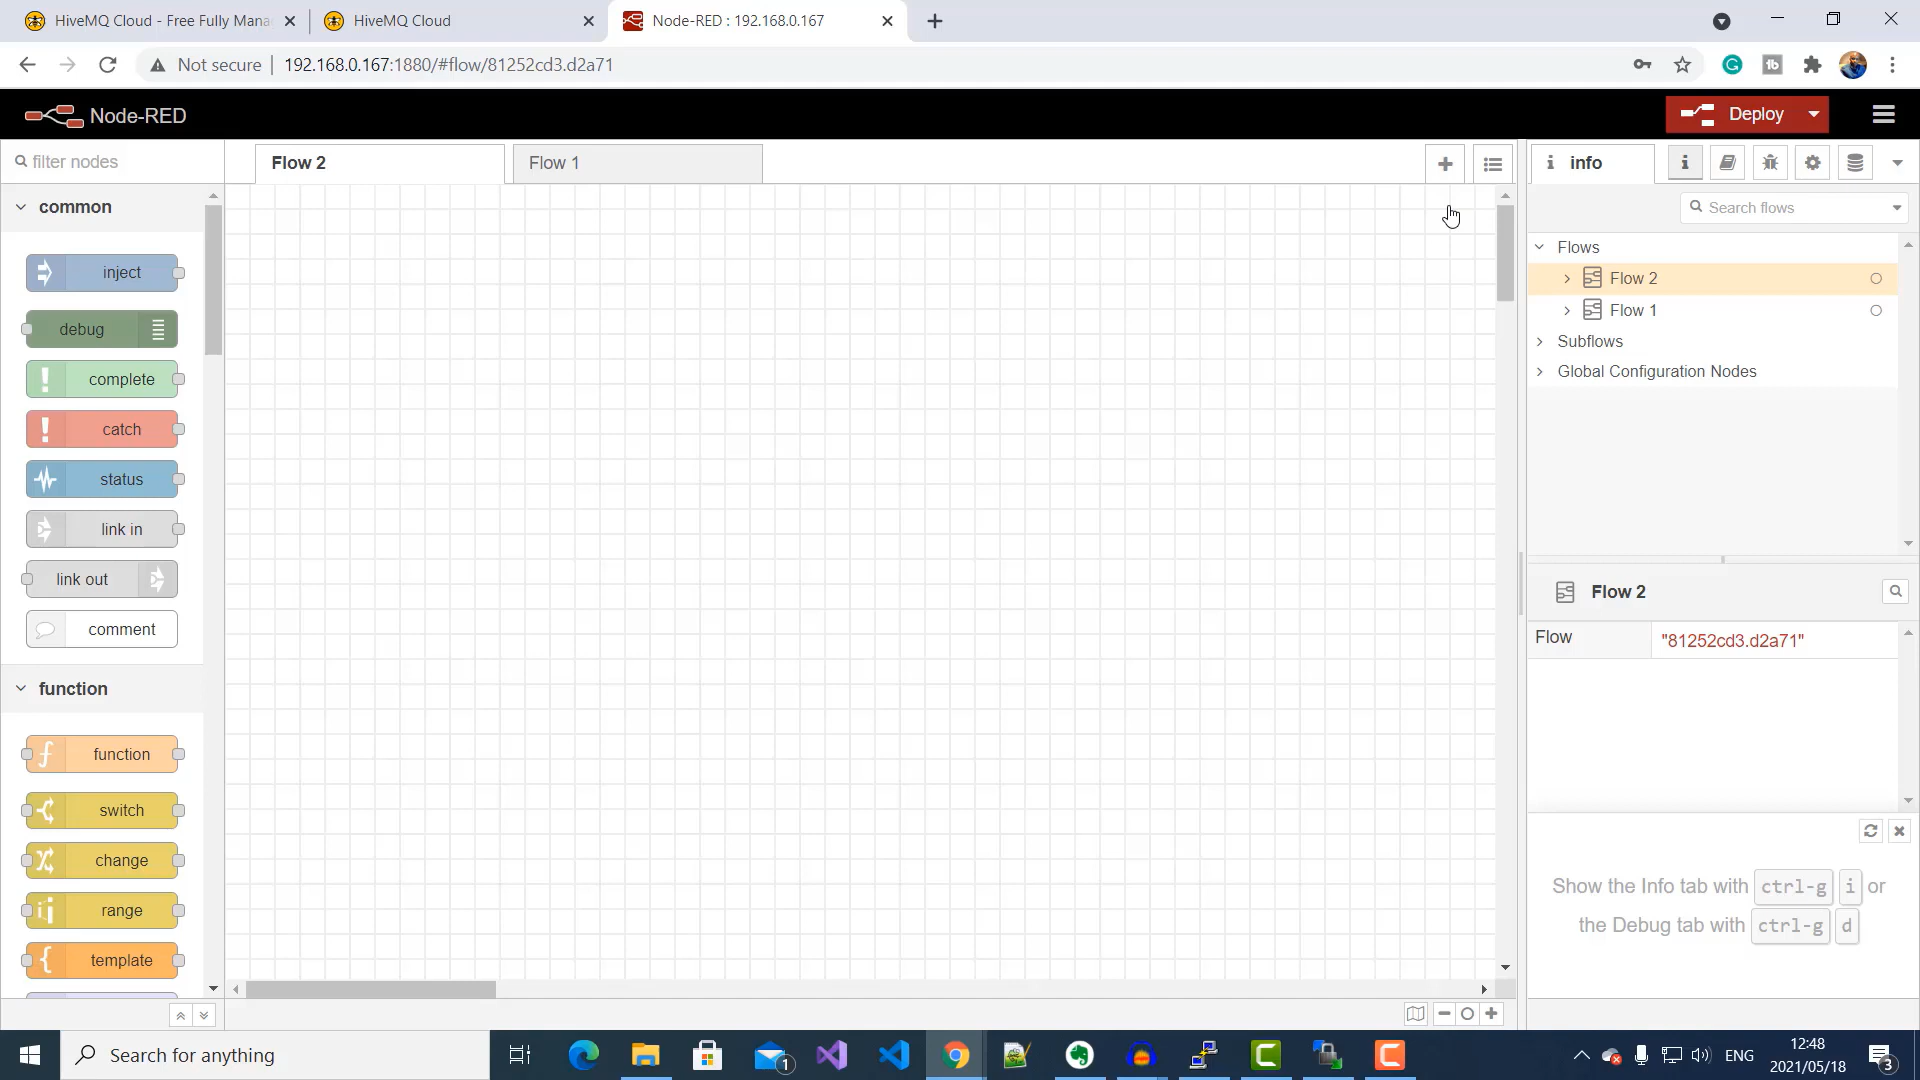 HiveMQ Cloud - Free Fully Mana
HiveMQ Cloud
Node-RED : 192.168.0.167
Not secure
192.168.0.167:1880/#flow/81252cd3.d2a71
Node-RED
Deploy
filter nodes
Flow 2
Flow 1
info
common
Search flows
Flows
inject
Flow 2
Flow 1
debug
Subflows
Global Configuration Nodes
complete
catch
status
link in
link out
Flow 2
comment
Flow
"81252cd3.d2a71"
function
function
switch
change
Show the Info tab with ctrl-g i or
the Debug tab with ctrl-g d
range
template
Search for anything
1
ENG
12:48
2021/05/18
3